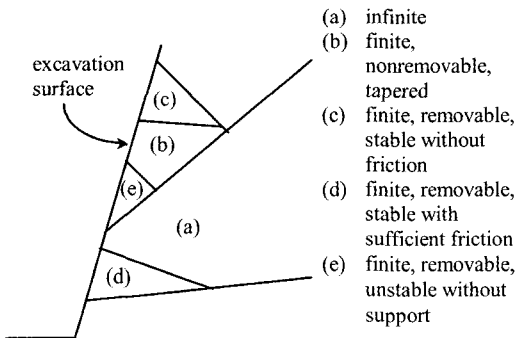 excavation
surface
(c)
(b)
(e)
(a)
(d)
(a) infinite
(b) finite,
nonremovable,
tapered
(c) finite, removable,
stable without
friction
(d) finite, removable,
stable with
sufficient friction
(e) finite, removable,
unstable without
support